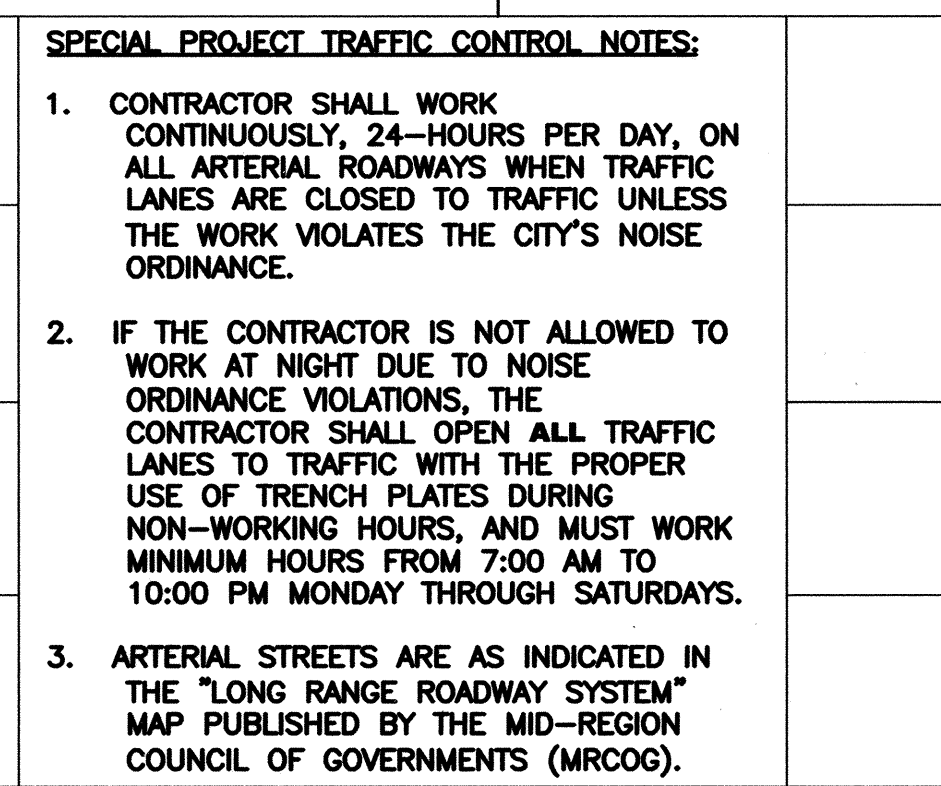 SPECIAL PROJECT TRAFFIC CONTROL NOTES:
1. CONTRACTOR SHALL WORK
CONTINUOUSLY, 24-HOURS PER DAY, ON
ALL ARTERIAL ROADWAYS WHEN TRAFFIC
LANES ARE CLOSED TO TRAFFIC UNLESS
THE WORK VIOLATES THE CITY'S NOISE
ORDINANCE.
2. IF THE CONTRACTOR IS NOT ALLOWED TO
WORK AT NIGHT DUE TO NOISE
ORDINANCE VIOLATIONS, THE
CONTRACTOR SHALL OPEN ALL TRAFFIC
LANES TO TRAFFIC WITH THE PROPER
USE OF TRENCH PLATES DURING
NON-WORKING HOURS, AND MUST WORK
MINIMUM HOURS FROM 7:00 AM TO
10:00 PM MONDAY THROUGH SATURDAYS.
3. ARTERIAL STREETS ARE AS INDICATED IN
THE "LONG RANGE ROADWAY SYSTEM"
MAP PUBLISHED BY THE MID-REGION
COUNCIL OF GOVERNMENTS (MRCOG).